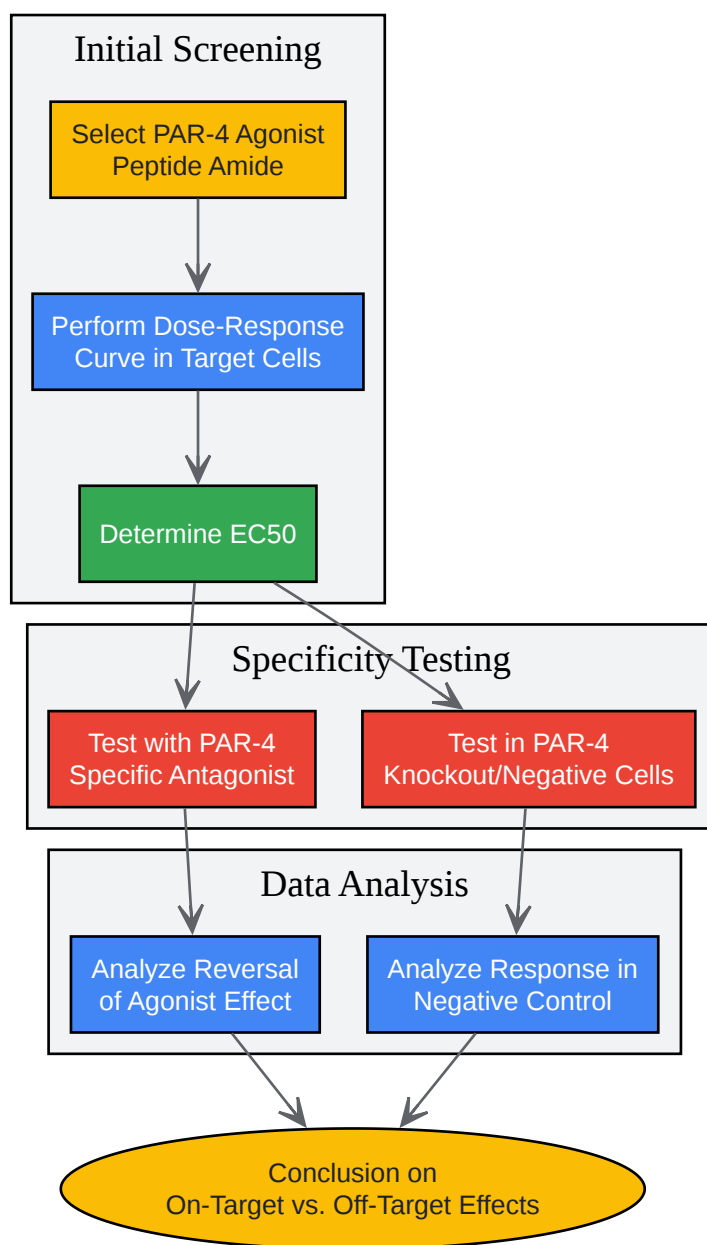 Initial Screening
Select PAR-4 Agonist
Peptide Amide
Perform Dose-Response
Curve in Target Cells
Determine EC50
Specificity Testing
Test with PAR-4
Specific Antagonist
Test in PAR-4
Knockout/Negative Cells
Data Analysis
Analyze Reversal
of Agonist Effect
Analyze Response in
Negative Control
Conclusion on
On-Target vs. Off-Target Effects